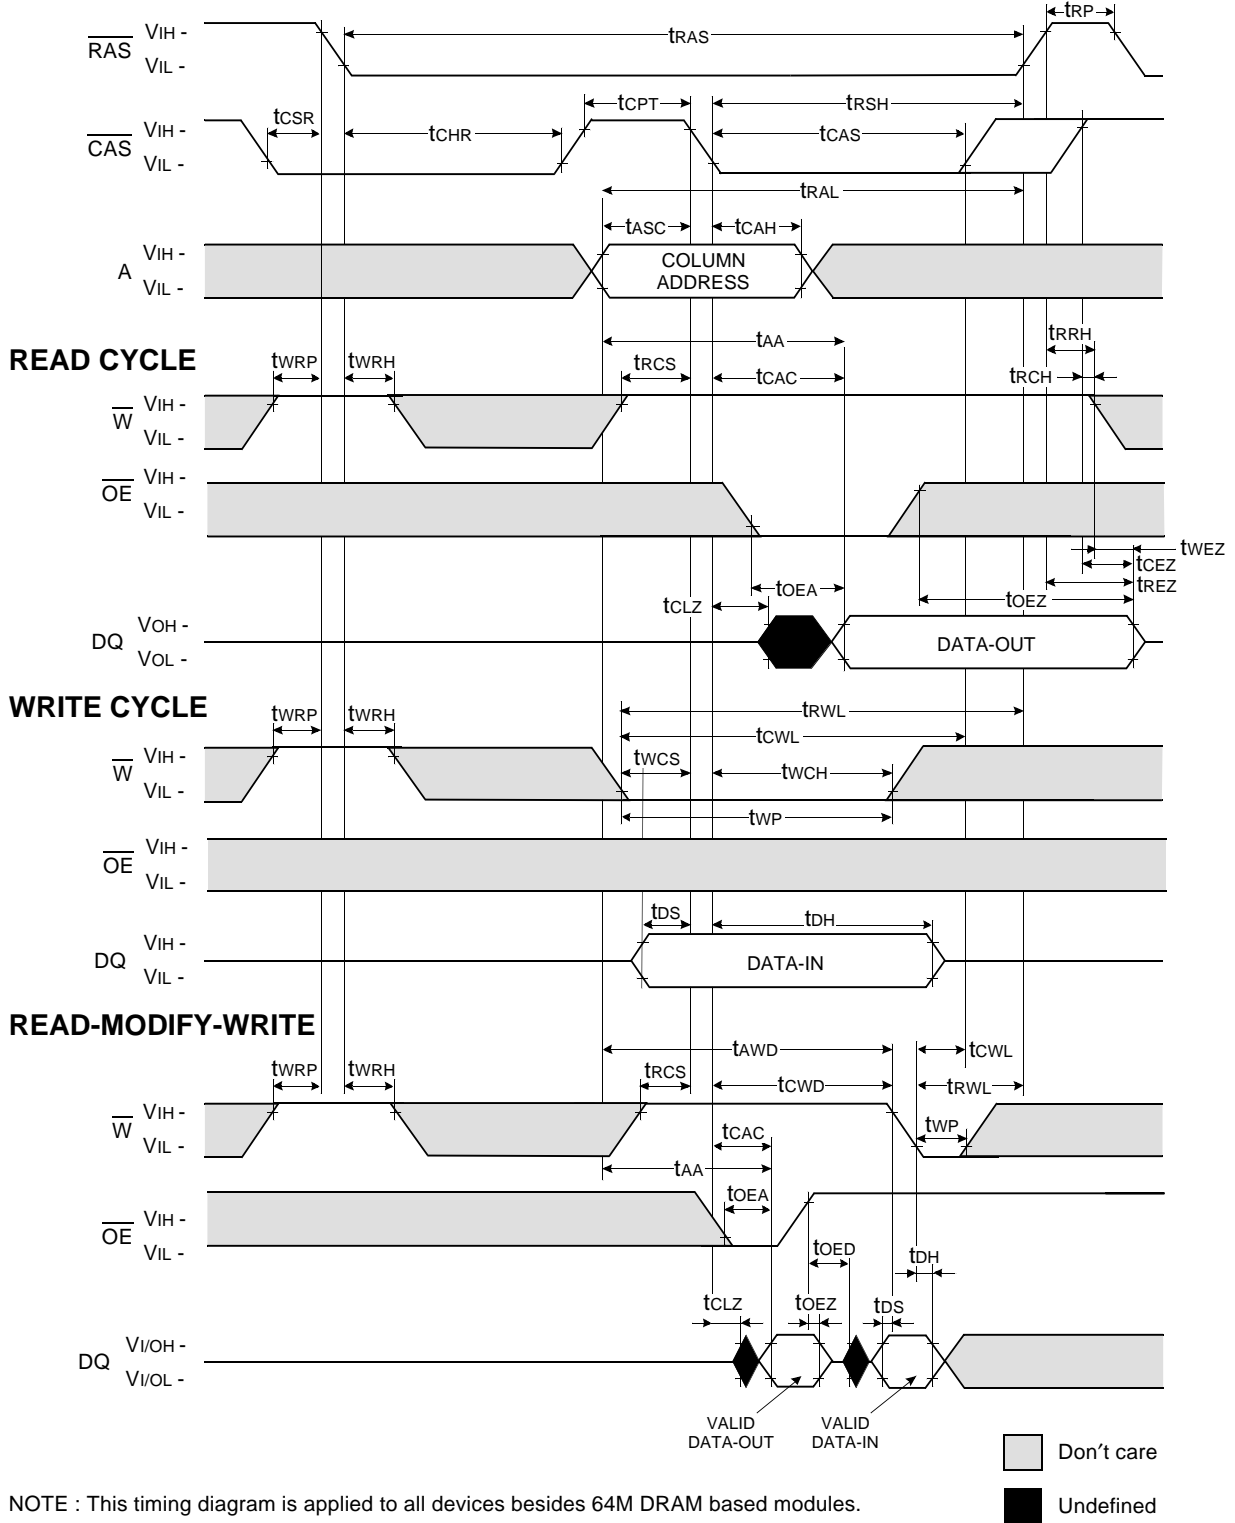 tRP
RAS
VIH -
VIL -
tRAS
tCPT
tRSH
tCSR
tCHR
tCAS
CAS
VIH -
VIL -
tRAL
tASC
tCAH
A
VIH -
VIL -
COLUMN
ADDRESS
READ CYCLE
tAA
tRRH
tWRP
tWRH
tRCS
tCAC
tRCH
W
VIH -
VIL -
OE
VIH -
VIL -
tWEZ
tCEZ
tREZ
tOEA
tCLZ
tOEZ
DQ
VOH -
VOL -
DATA-OUT
WRITE CYCLE
tWRP
tWRH
tRWL
tCWL
tWCS
tWCH
W
VIH -
VIL -
tWP
OE
VIH -
VIL -
tDS
tDH
DQ
VIH -
VIL -
DATA-IN
READ-MODIFY-WRITE
tAWD
tCWL
tWRP
tWRH
tRCS
tCWD
tRWL
W
VIH -
VIL -
tCAC
tWP
tAA
tOEA
OE
VIH -
VIL -
tOED
tDH
tCLZ
tOEZ
tDS
DQ
VI/OH -
VI/OL -
VALID
DATA-OUT
VALID
DATA-IN
Don′t care
NOTE : This timing diagram is applied to all devices besides 64M DRAM based modules.
Undefined